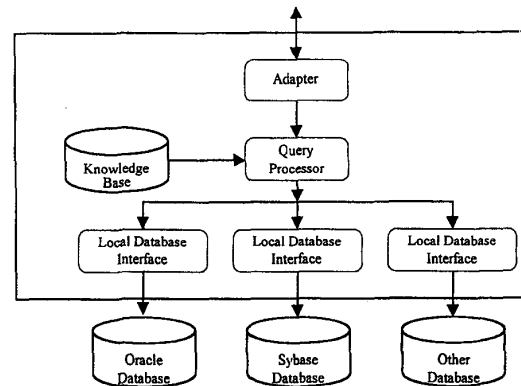 Adapter
Knowledge
Base
Query
Processor
Local Database
Interface
Local Database
Interface
Local Database
Interface
Oracle
Database
Sybase
Database
Other
Database